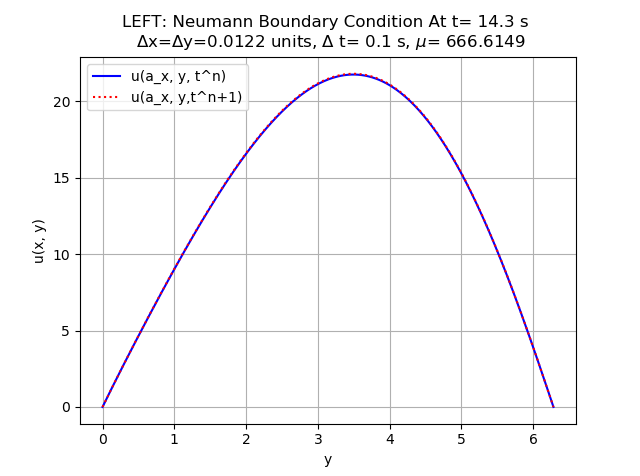 LEFT: Neumann Boundary Condition At t= 14.3 s
Δx=Δy=0.0122 units, Δ t= 0.1 s, μ= 666.6149
u(a_x, y, t^n)
u(a_x, y,t^n+1)
u(x, y)
20
15
10
5
0
0 1 2 3 4 5 6
y